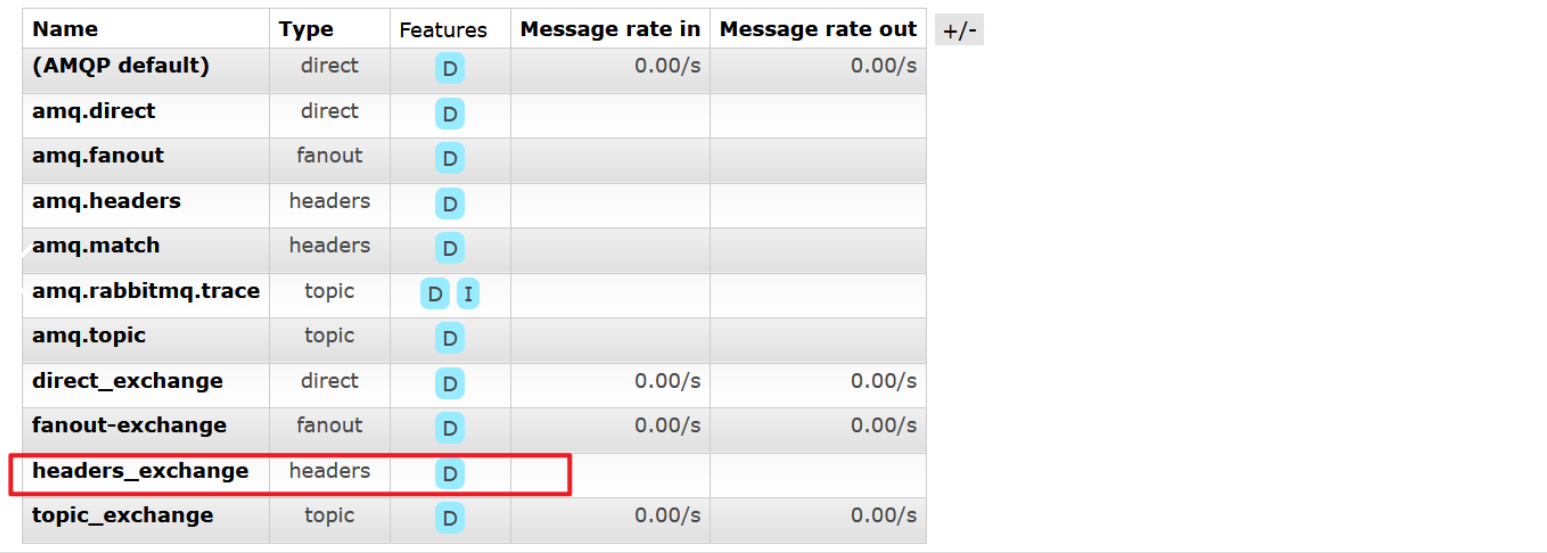 Name Type Features Message rate in Message rate out +/-
(AMQP default) direct D 0.00/s 0.00/s
amq.direct direct D
amq.fanout fanout D
amq.headers headers D
amq.match headers D
amq.rabbitmq.trace topic D I
amq.topic topic D
direct_exchange direct D 0.00/s 0.00/s
fanout-exchange fanout D 0.00/s 0.00/s
headers_exchange headers D
topic_exchange topic D 0.00/s 0.00/s